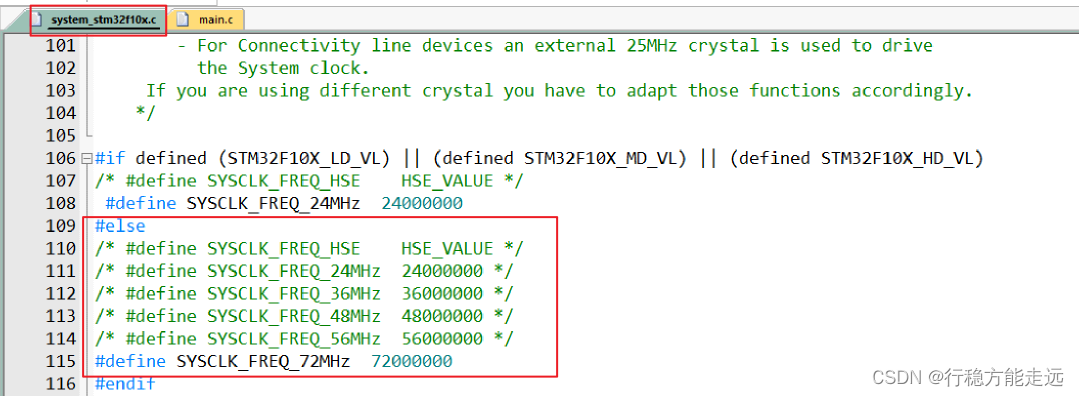 system_stm32f10x.c main.c
101 - For Connectivity line devices an external 25MHz crystal is used to drive
102 the System clock.
103 If you are using different crystal you have to adapt those functions accordingly.
104 */
105
106 #if defined (STM32F10X_LD_VL) || (defined STM32F10X_MD_VL) || (defined STM32F10X_HD_VL)
107 /* #define SYSCLK_FREQ_HSE    HSE_VALUE */
108 #define SYSCLK_FREQ_24MHz  24000000
109 #else
110 /* #define SYSCLK_FREQ_HSE    HSE_VALUE */
111 /* #define SYSCLK_FREQ_24MHz  24000000 */
112 /* #define SYSCLK_FREQ_36MHz  36000000 */
113 /* #define SYSCLK_FREQ_48MHz  48000000 */
114 /* #define SYSCLK_FREQ_56MHz  56000000 */
115 #define SYSCLK_FREQ_72MHz  72000000
116 #endif
CSDN @行稳方能走远